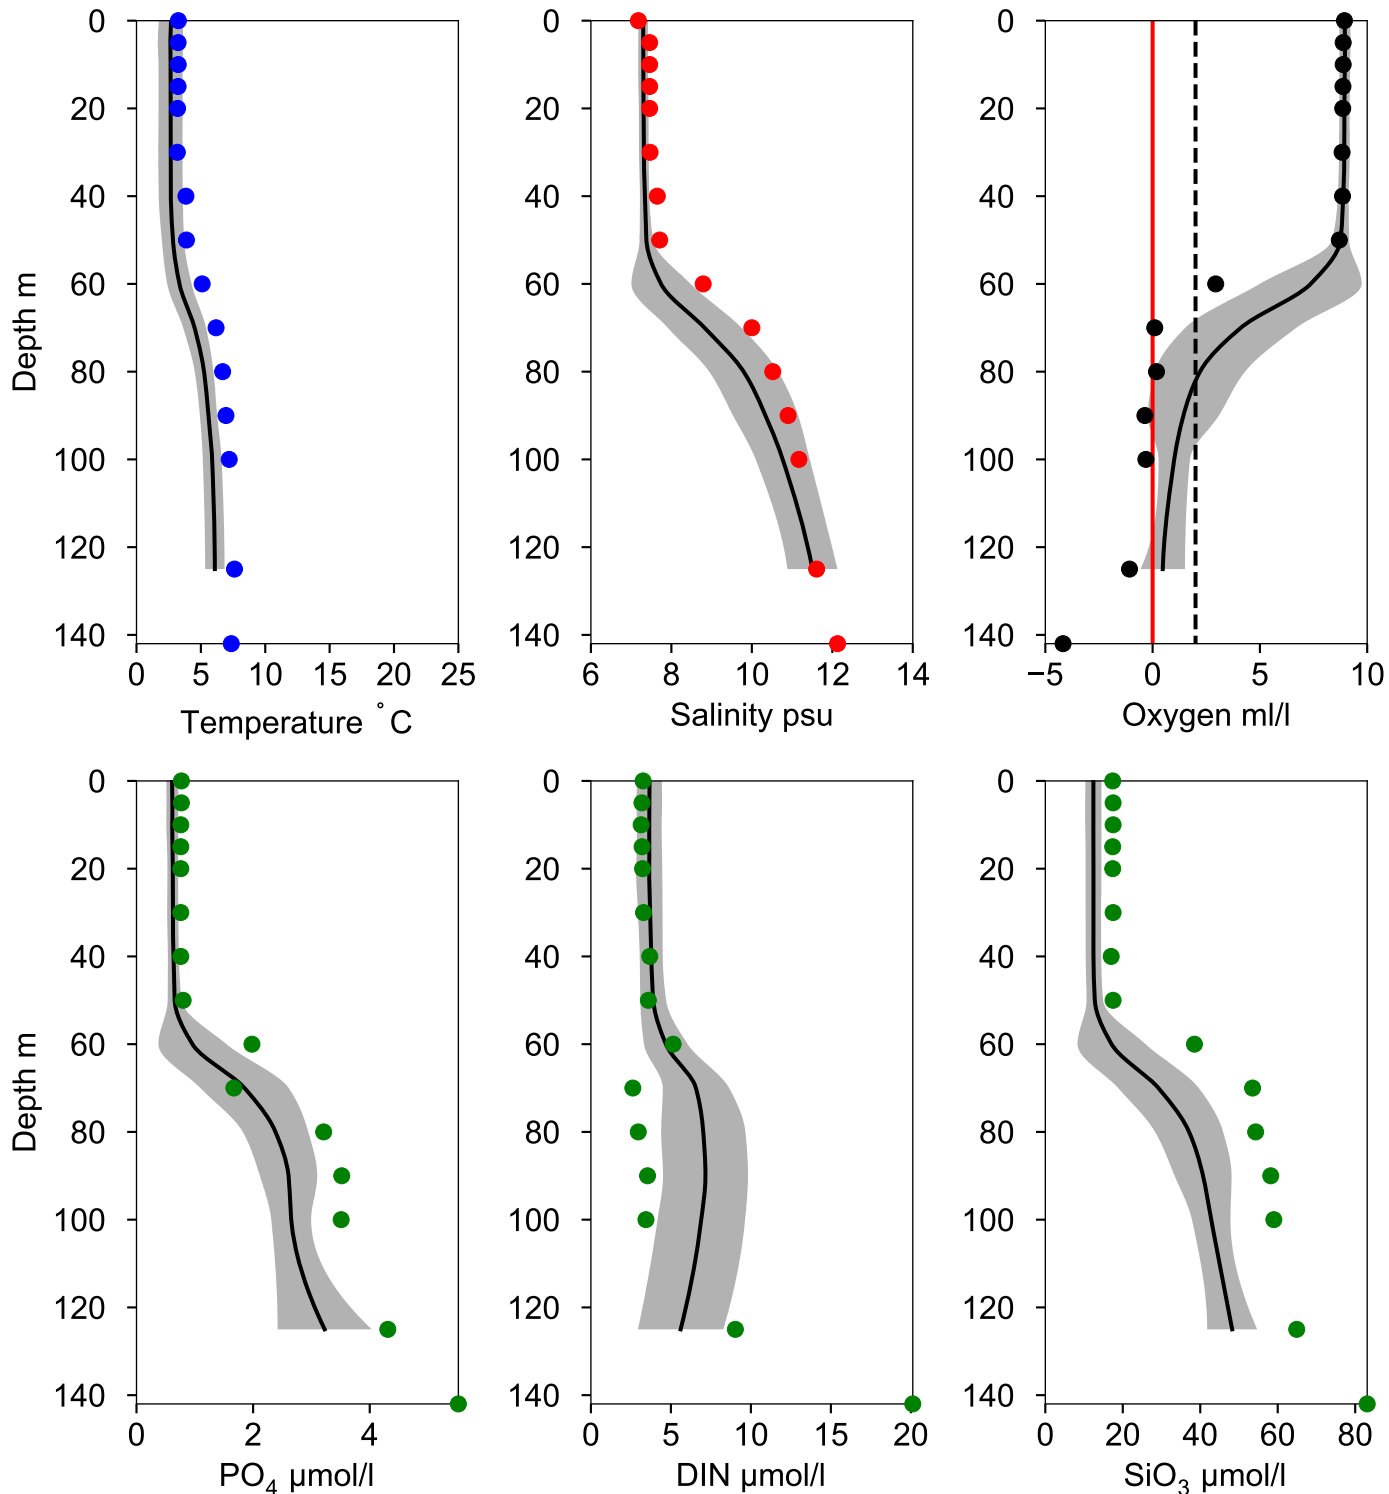 0 0 0
20 20 20
40 40 40
60 60 60
80 80 80
100 100 100
120 120 120
140 140 140
Depth m
0 5 10 15 20 25 6 8 10 12 14 −5 0 5 10
Temperature °C Salinity psu Oxygen ml/l
0 0 0
20 20 20
40 40 40
60 60 60
80 80 80
100 100 100
120 120 120
140 140 140
Depth m
0 2 4 0 5 10 15 20 0 20 40 60 80
PO₄ µmol/l DIN µmol/l SiO₃ µmol/l